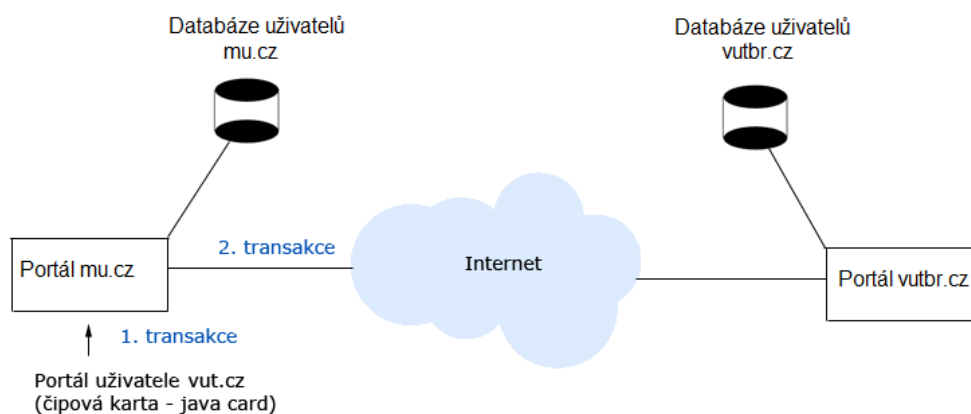 Databáze uživatelů
mu.cz
Databáze uživatelů
vutbr.cz
2. transakce
Internet
Portál mu.cz
Portál vutbr.cz
1. transakce
Portál uživatele vut.cz
(čipová karta - java card)